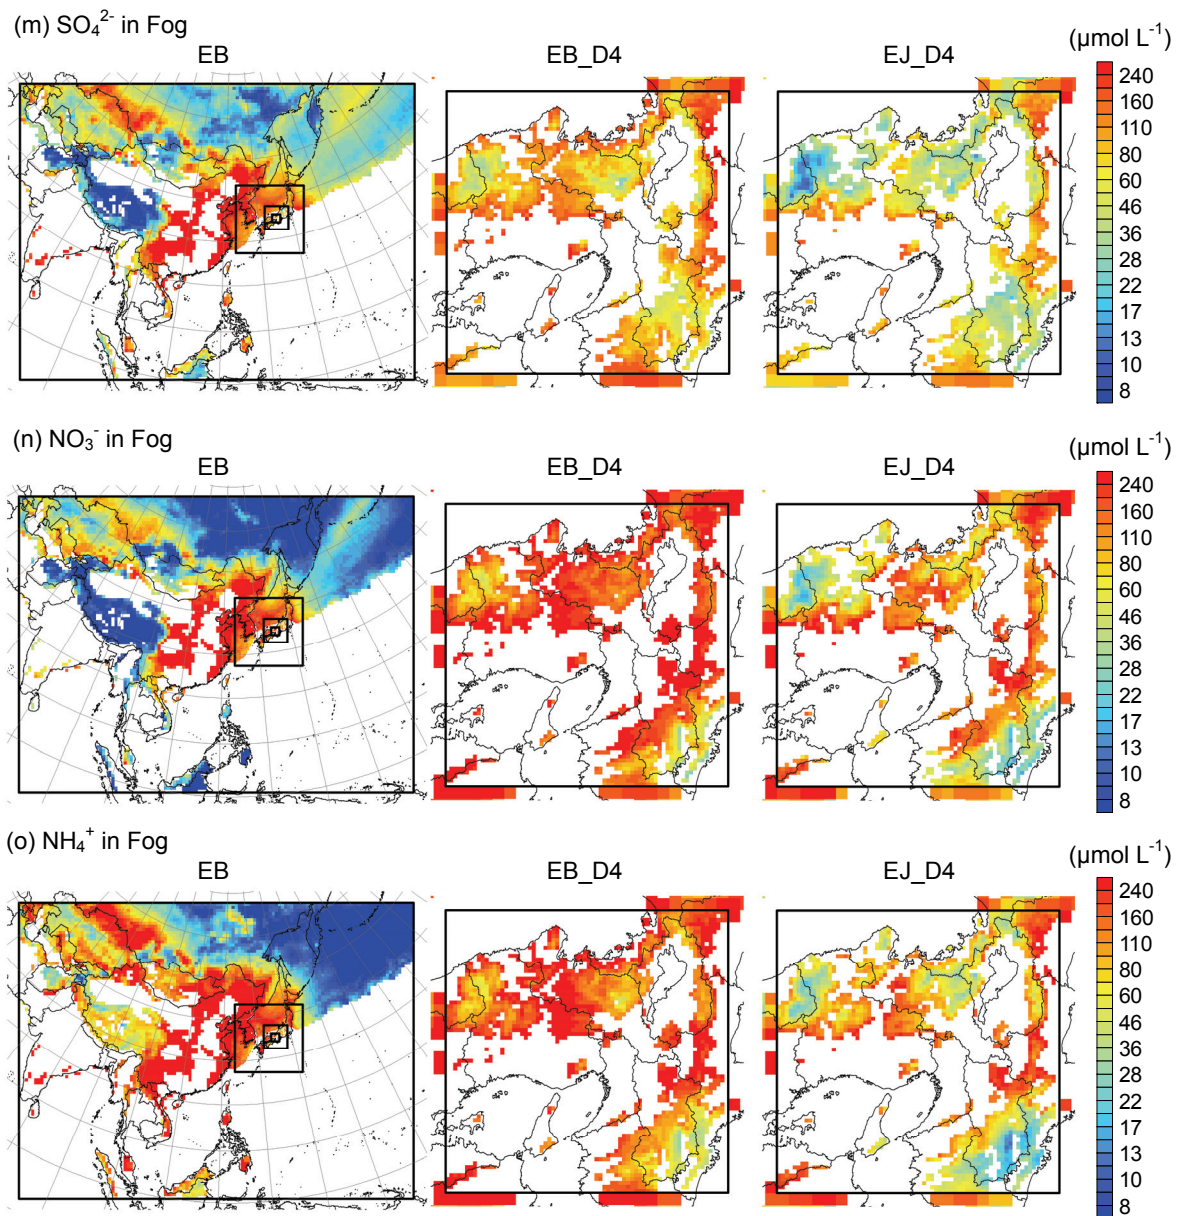 (m) SO₄²⁻ in Fog
EB
EB_D4
EJ_D4
(µmol L⁻¹)
240
160
110
80
60
46
36
28
22
17
13
10
8
(n) NO₃⁻ in Fog
EB
EB_D4
EJ_D4
(µmol L⁻¹)
240
160
110
80
60
46
36
28
22
17
13
10
8
(o) NH₄⁺ in Fog
EB
EB_D4
EJ_D4
(µmol L⁻¹)
240
160
110
80
60
46
36
28
22
17
13
10
8